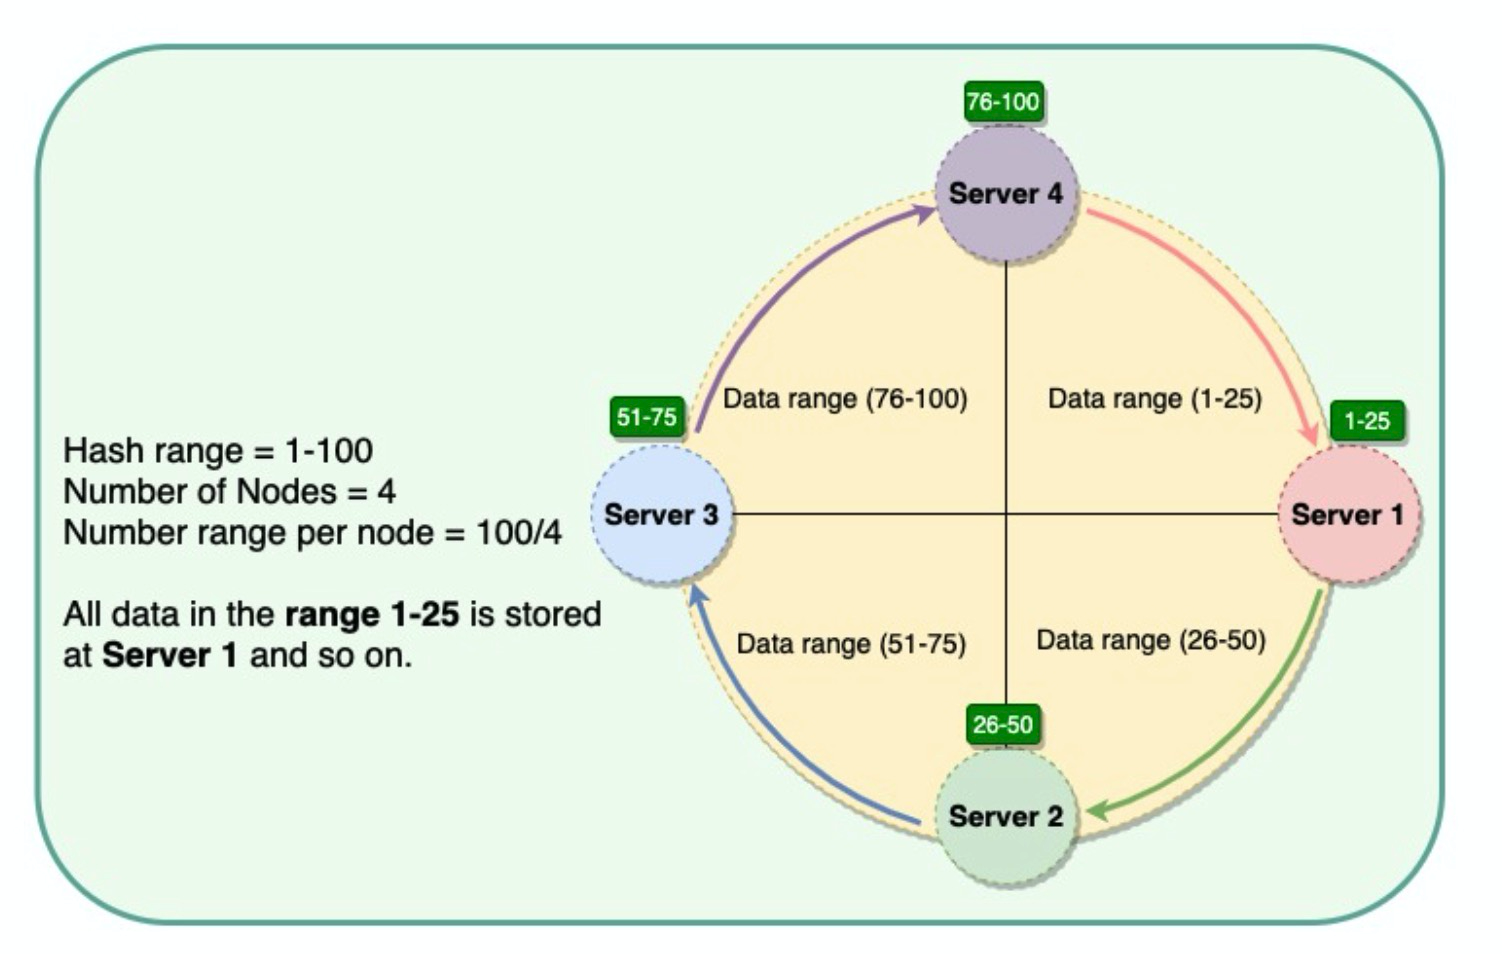 76-100
Server 4
Data range (76-100)
Data range (1-25)
51-75
1-25
Hash range = 1-100
Number of Nodes = 4
Number range per node = 100/4
Server 3
Server 1
All data in the range 1-25 is stored
at Server 1 and so on.
Data range (51-75)
Data range (26-50)
26-50
Server 2